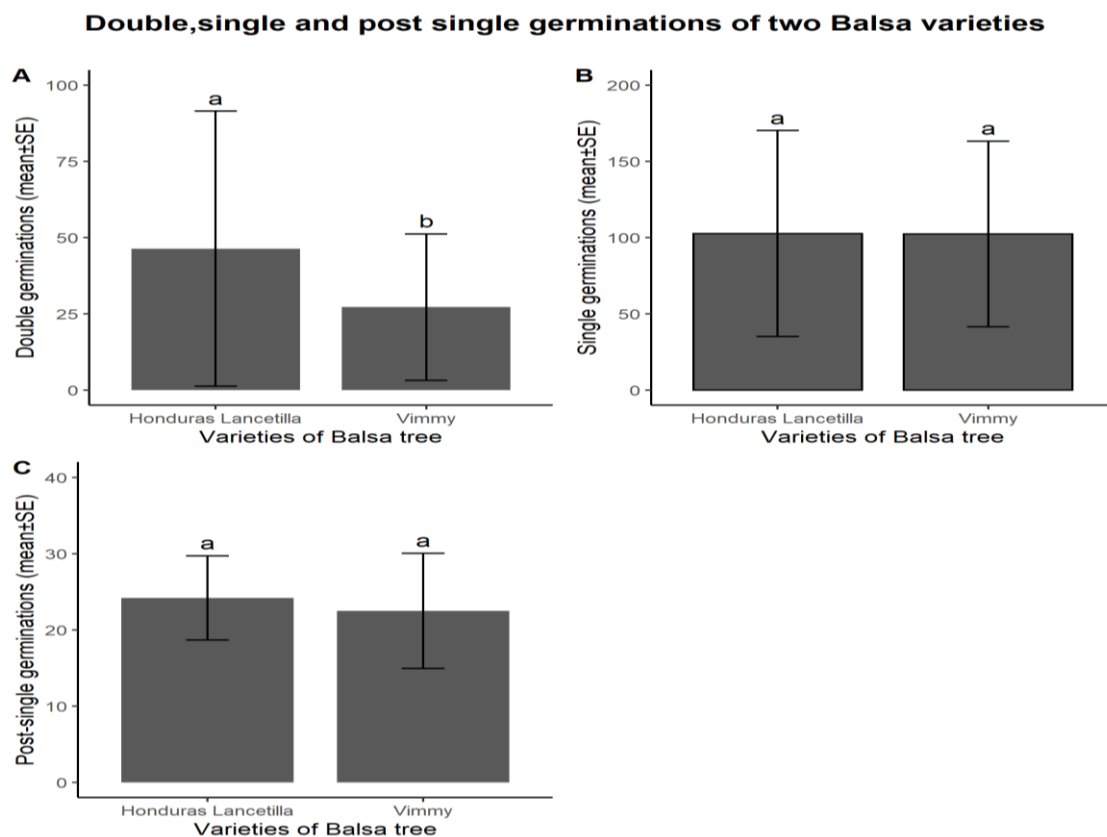 Double,single and post single germinations of two Balsa varieties
A
Double germinations (mean±SE)
100
75
50
25
0
a
b
Honduras Lancetilla
Vimmy
Varieties of Balsa tree
B
Single germinations (mean±SE)
200
150
100
50
0
a
a
Honduras Lancetilla
Vimmy
Varieties of Balsa tree
C
Post-single germinations (mean±SE)
40
30
20
10
0
a
a
Honduras Lancetilla
Vimmy
Varieties of Balsa tree